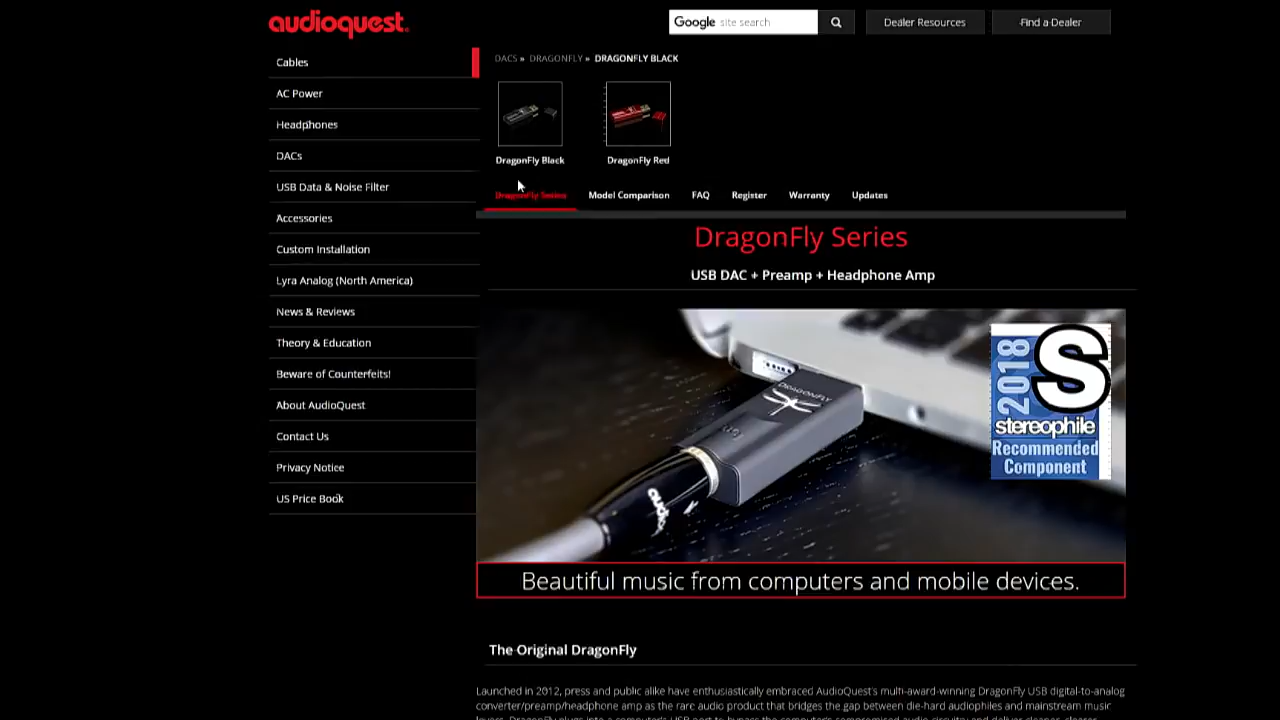 audioquest
Google site search
Dealer Resources
Find a Dealer
Cables
AC Power
Headphones
DACs
USB Data & Noise Filter
Accessories
Custom Installation
Lyra Analog (North America)
News & Reviews
Theory & Education
Beware of Counterfeits!
About AudioQuest
Contact Us
Privacy Notice
US Price Book
DACS » DRAGONFLY » DRAGONFLY BLACK
DragonFly Black
DragonFly Red
DragonFly Series
Model Comparison
FAQ
Register
Warranty
Updates
DragonFly Series
USB DAC + Preamp + Headphone Amp
DRAGONFLY
2018
S
stereophile
Recommended
Component
Beautiful music from computers and mobile devices.
The Original DragonFly
Launched in 2012, press and public alike have enthusiastically embraced AudioQuest's multi-award-winning DragonFly USB digital-to-analog
converter/preamp/headphone amp as the rare audio product that bridges the gap between die-hard audiophiles and mainstream music